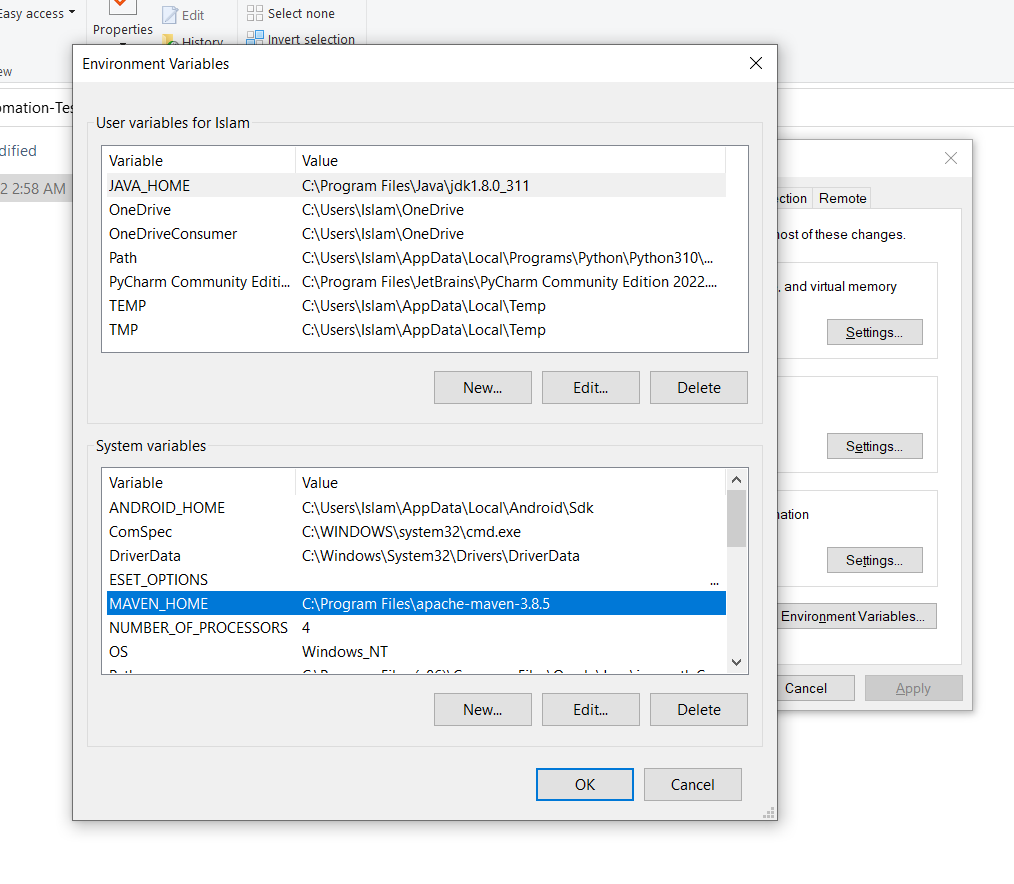 Easy access
Properties
Edit
History
Select none
Invert selection
Environment Variables
User variables for Islam
Variable Value
JAVA_HOME C:\Program Files\Java\jdk1.8.0_311
OneDrive C:\Users\Islam\OneDrive
OneDriveConsumer C:\Users\Islam\OneDrive
Path C:\Users\Islam\AppData\Local\Programs\Python\Python310\...
PyCharm Community Editi... C:\Program Files\JetBrains\PyCharm Community Edition 2022....
TEMP C:\Users\Islam\AppData\Local\Temp
TMP C:\Users\Islam\AppData\Local\Temp
New... Edit... Delete
System variables
Variable Value
ANDROID_HOME C:\Users\Islam\AppData\Local\Android\Sdk
ComSpec C:\WINDOWS\system32\cmd.exe
DriverData C:\Windows\System32\Drivers\DriverData
ESET_OPTIONS ...
MAVEN_HOME C:\Program Files\apache-maven-3.8.5
NUMBER_OF_PROCESSORS 4
OS Windows_NT
New... Edit... Delete
OK Cancel
ew
omation-Tes
dified
2 2:58 AM
ction Remote
most of these changes.
, and virtual memory
Settings...
Settings...
nation
Settings...
Environment Variables...
Cancel Apply